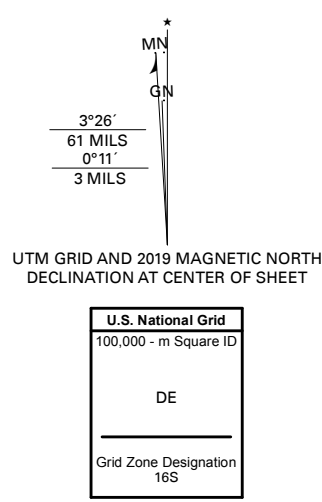 ★
MN
GN
3°26´
61 MILS
0°11´
3 MILS
UTM GRID AND 2019 MAGNETIC NORTH
DECLINATION AT CENTER OF SHEET
U.S. National Grid
100,000 - m Square ID
DE
Grid Zone Designation
16S